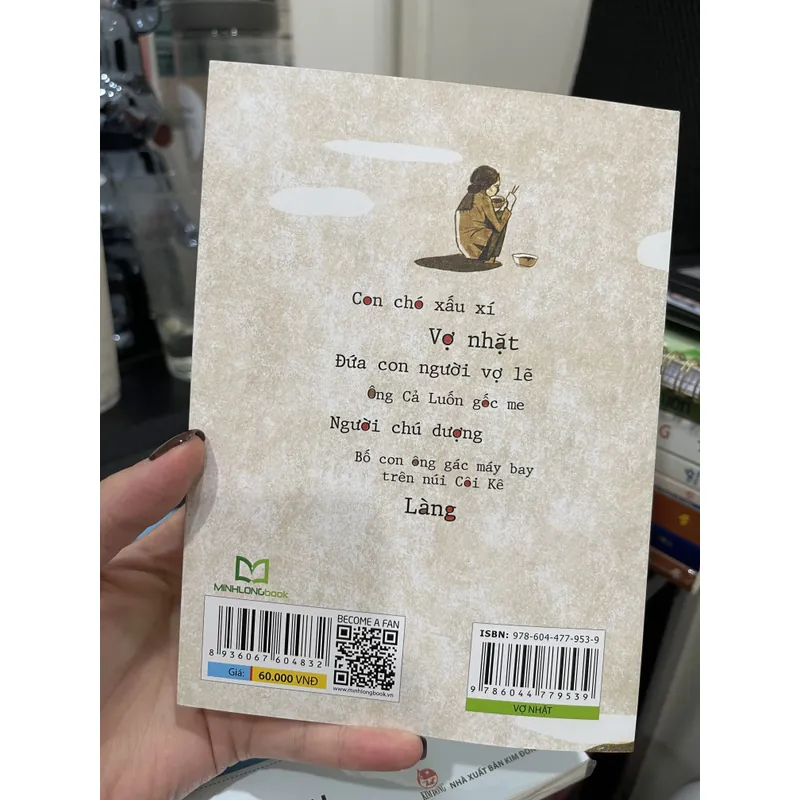 Con chó xấu xí
Vợ nhặt
Đứa con người vợ lẽ
Ông Cả Luốn gốc me
Người chú dượng
Bố con ông gác máy bay
trên núi Côi Kê
Làng
MINHLONGbook
BECOME A FAN
8 936067 604832
Giá: 60.000 VNĐ
www.minhlongbook.vn
ISBN: 978-604-477-953-9
9 786044 779539
VỢ NHẶT
KIM ĐỒNG
NHÀ XUẤT BẢN KIM ĐỒN